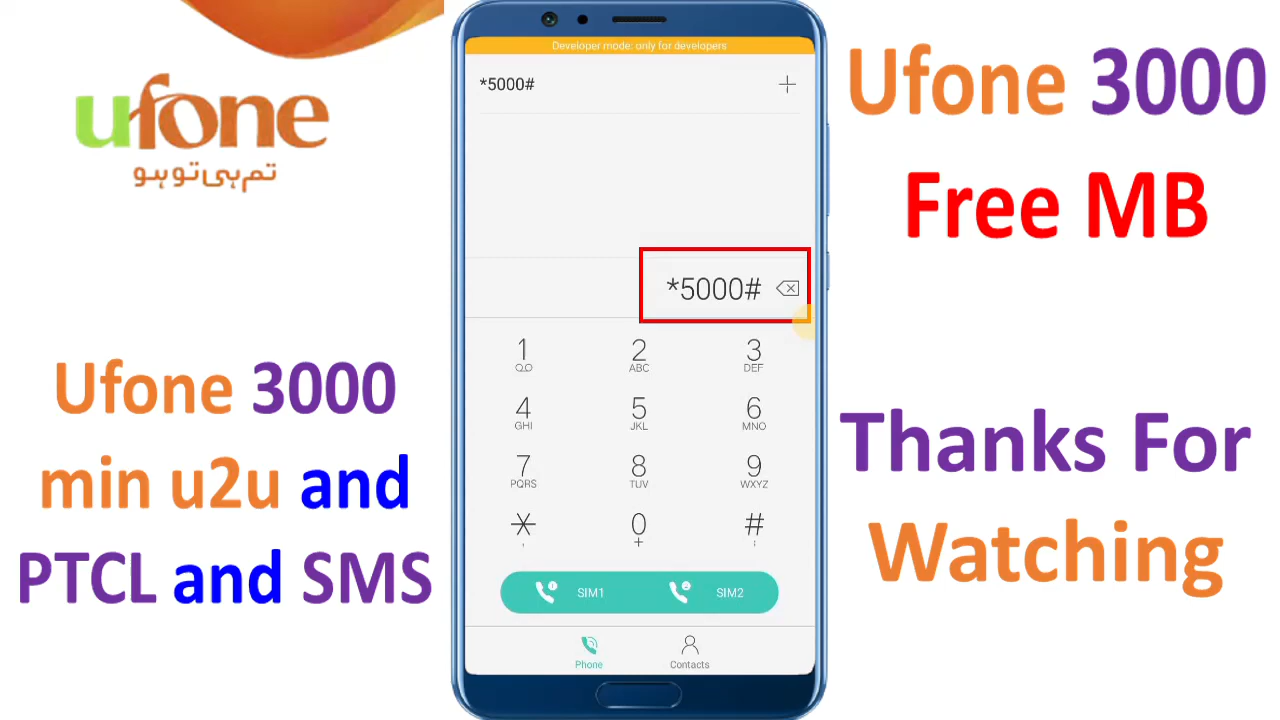 ufone
تم ہی تو ہو
Ufone 3000
min u2u and
PTCL and SMS
Developer mode: only for developers
*5000#
*5000#
1
2
ABC
3
DEF
4
GHI
5
JKL
6
MNO
7
PQRS
8
TUV
9
WXYZ
*
,
0
+
#
;
1
SIM1
2
SIM2
Phone
Contacts
Ufone 3000
Free MB
Thanks For
Watching